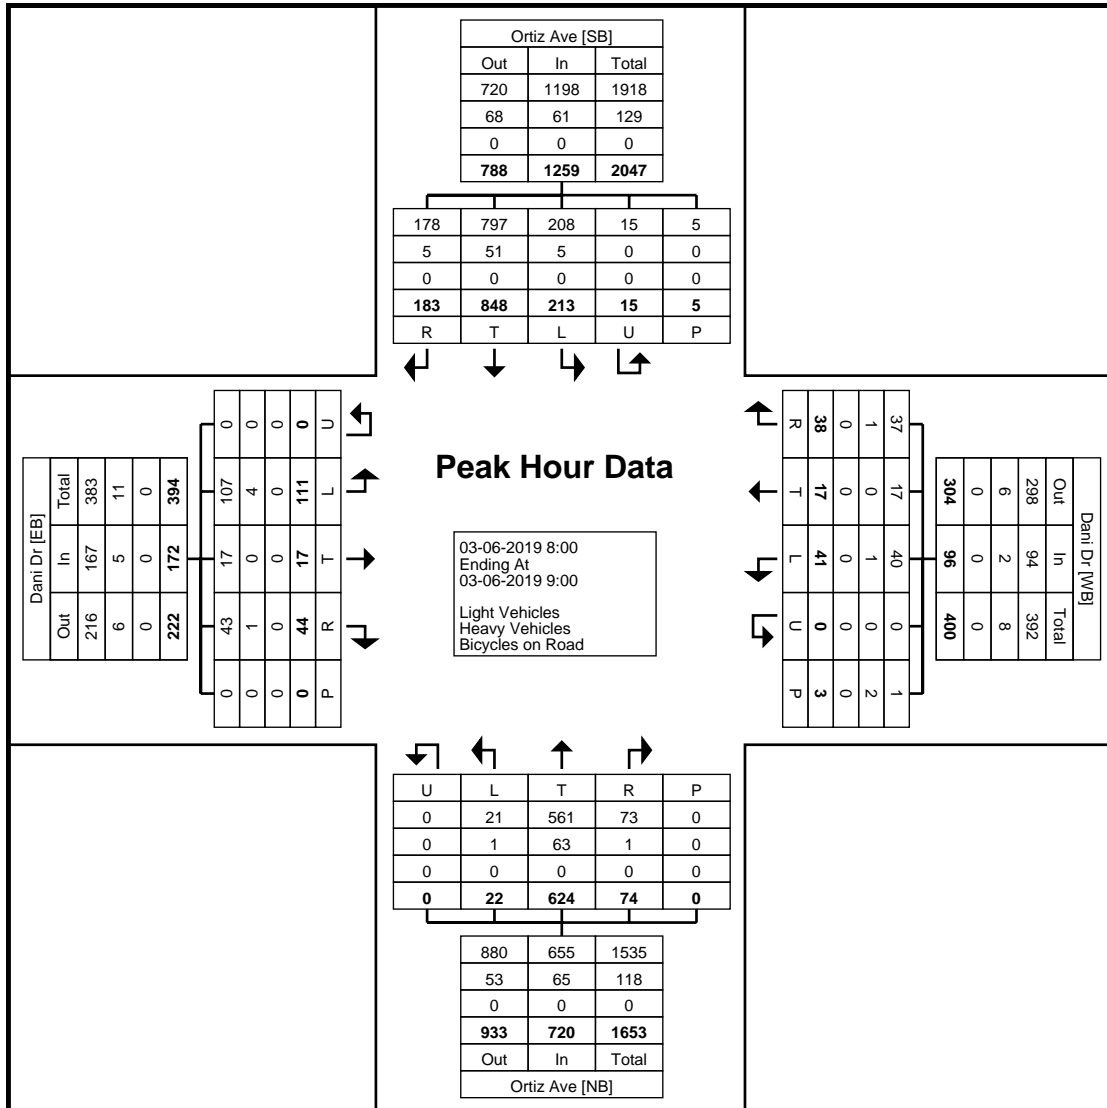 Ortiz Ave [SB]
Out In Total
720 1198 1918
68 61 129
0 0 0
788 1259 2047
178 797 208 15 5
5 51 5 0 0
0 0 0 0 0
183 848 213 15 5
R T L U P
Dani Dr [EB]
Total 383 11 0 394
In 167 5 0 172
Out 216 6 0 222
0 0 0 0 U
107 4 0 111 L
17 0 0 17 T
43 1 0 44 R
0 0 0 0 P
Peak Hour Data
03-06-2019 8:00
Ending At
03-06-2019 9:00
Light Vehicles
Heavy Vehicles
Bicycles on Road
R 38 0 1 37
T 17 0 0 17
L 41 0 1 40
U 0 0 0 0
P 3 0 2 1
Out In Total
298 94 392
6 2 8
0 0 0
304 96 400
Dani Dr [WB]
U L T R P
0 21 561 73 0
0 1 63 1 0
0 0 0 0 0
0 22 624 74 0
880 655 1535
53 65 118
0 0 0
933 720 1653
Out In Total
Ortiz Ave [NB]